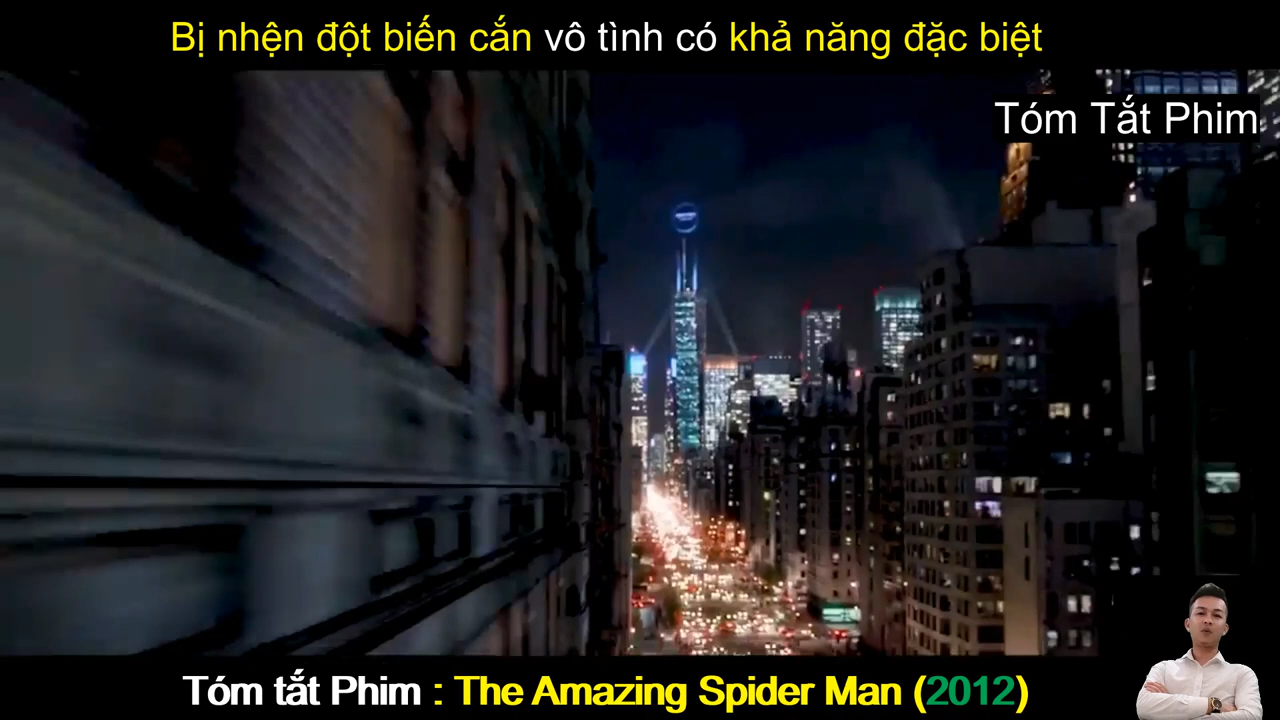 Bị nhện đột biến cắn vô tình có khả năng đặc biệt
Tóm Tắt Phim
Tóm tắt Phim : The Amazing Spider Man (2012)